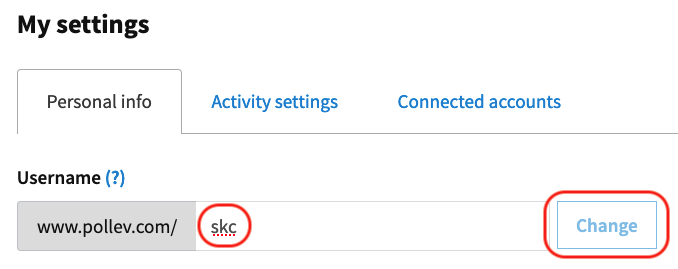 My settings
Personal info Activity settings Connected accounts
Username (?)
www.pollev.com/ skc Change